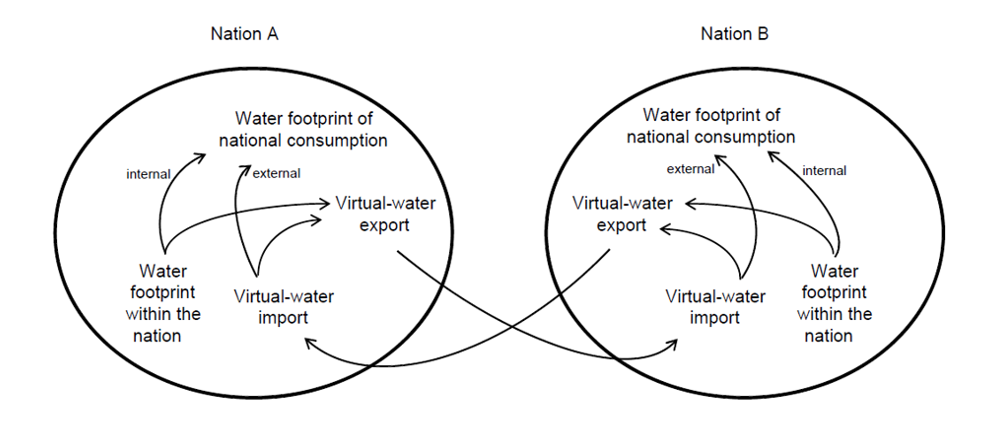 Nation A
Nation B
Water footprint of
national consumption
internal
external
Virtual-water
export
Water
footprint
within the
nation
Virtual-water
import
Water footprint of
national consumption
external
internal
Virtual-water
export
Virtual-water
import
Water
footprint
within the
nation